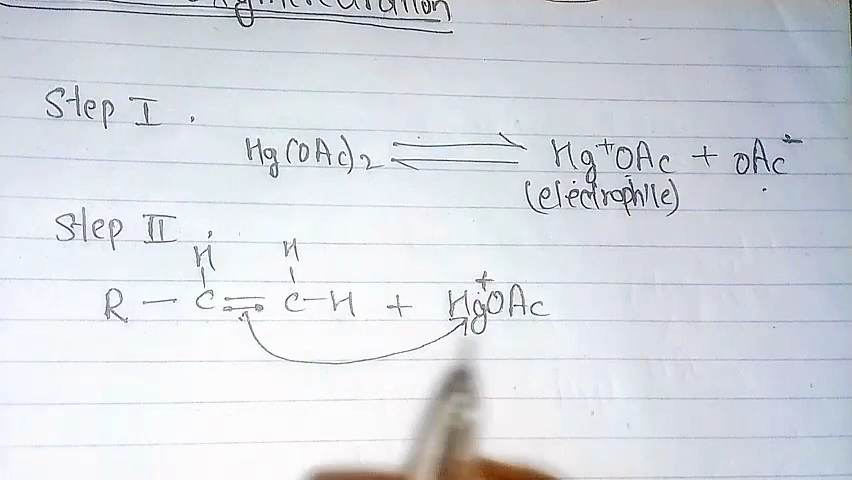 Step I .
Hg(OAc)2 ⇌ Hg+OAc + OAc-
(electrophile)
Step II
H H
R — C = C — H + Hg+OAc